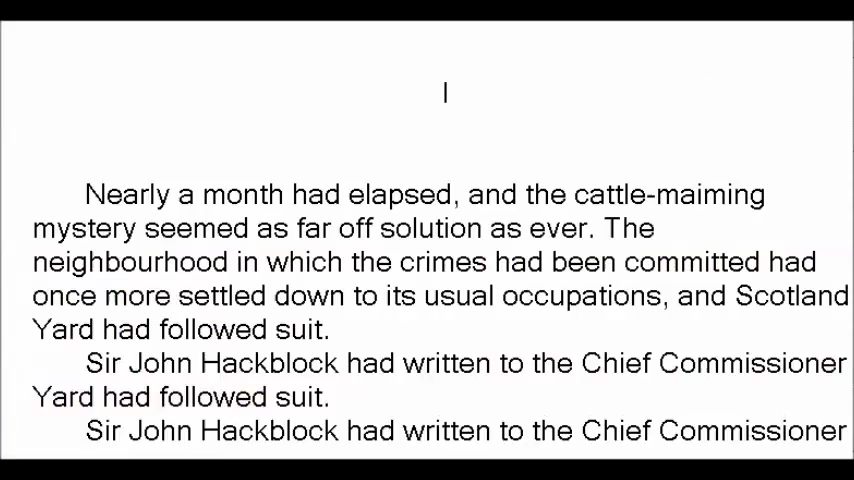 I
Nearly a month had elapsed, and the cattle-maiming
mystery seemed as far off solution as ever. The
neighbourhood in which the crimes had been committed had
once more settled down to its usual occupations, and Scotland
Yard had followed suit.
Sir John Hackblock had written to the Chief Commissioner
Yard had followed suit.
Sir John Hackblock had written to the Chief Commissioner